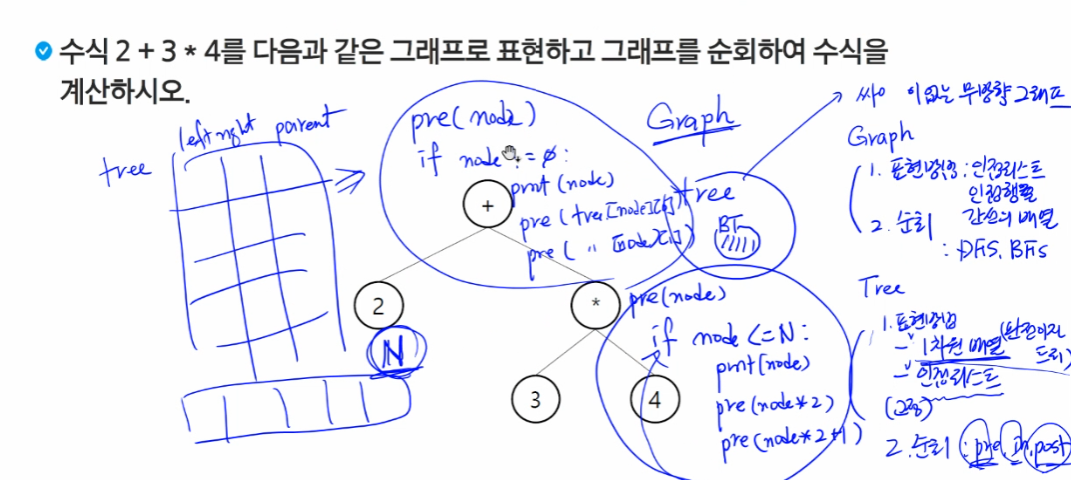 수식 2 + 3 * 4를 다음과 같은 그래프로 표현하고 그래프를 순회하여 수식을
계산하시오.
tree
left right parent
pre(node)
if node != ø:
prnt(node)
pre(tree[node][0])
pre( " [node][1])
+
2
*
3
4
N
Graph
tree
BT
pre(node)
if node <= N:
prnt(node)
pre(node*2)
pre(node*2+1)
싸이 이 없는 무방향 그래프
Graph
1. 표현방법 : 인접리스트
인접행렬
간선의 배열
2. 순회
: DFS, BFS
Tree
1. 표현방법
- 1차원 배열 (완전이진트리)
- 인접리스트
2. 순회 : pre, in, post